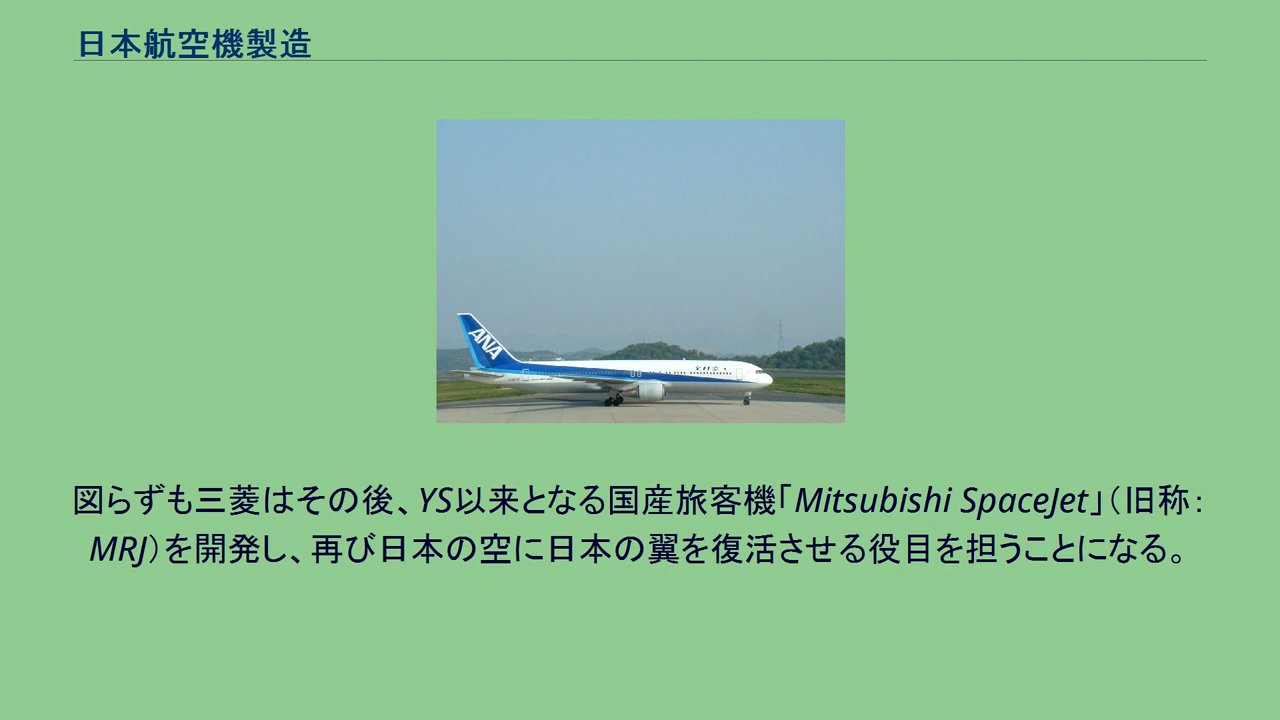 日本航空機製造
ANA
全日空
図らずも三菱はその後、YS以来となる国産旅客機「Mitsubishi SpaceJet」（旧称：
MRJ）を開発し、再び日本の空に日本の翼を復活させる役目を担うことになる。